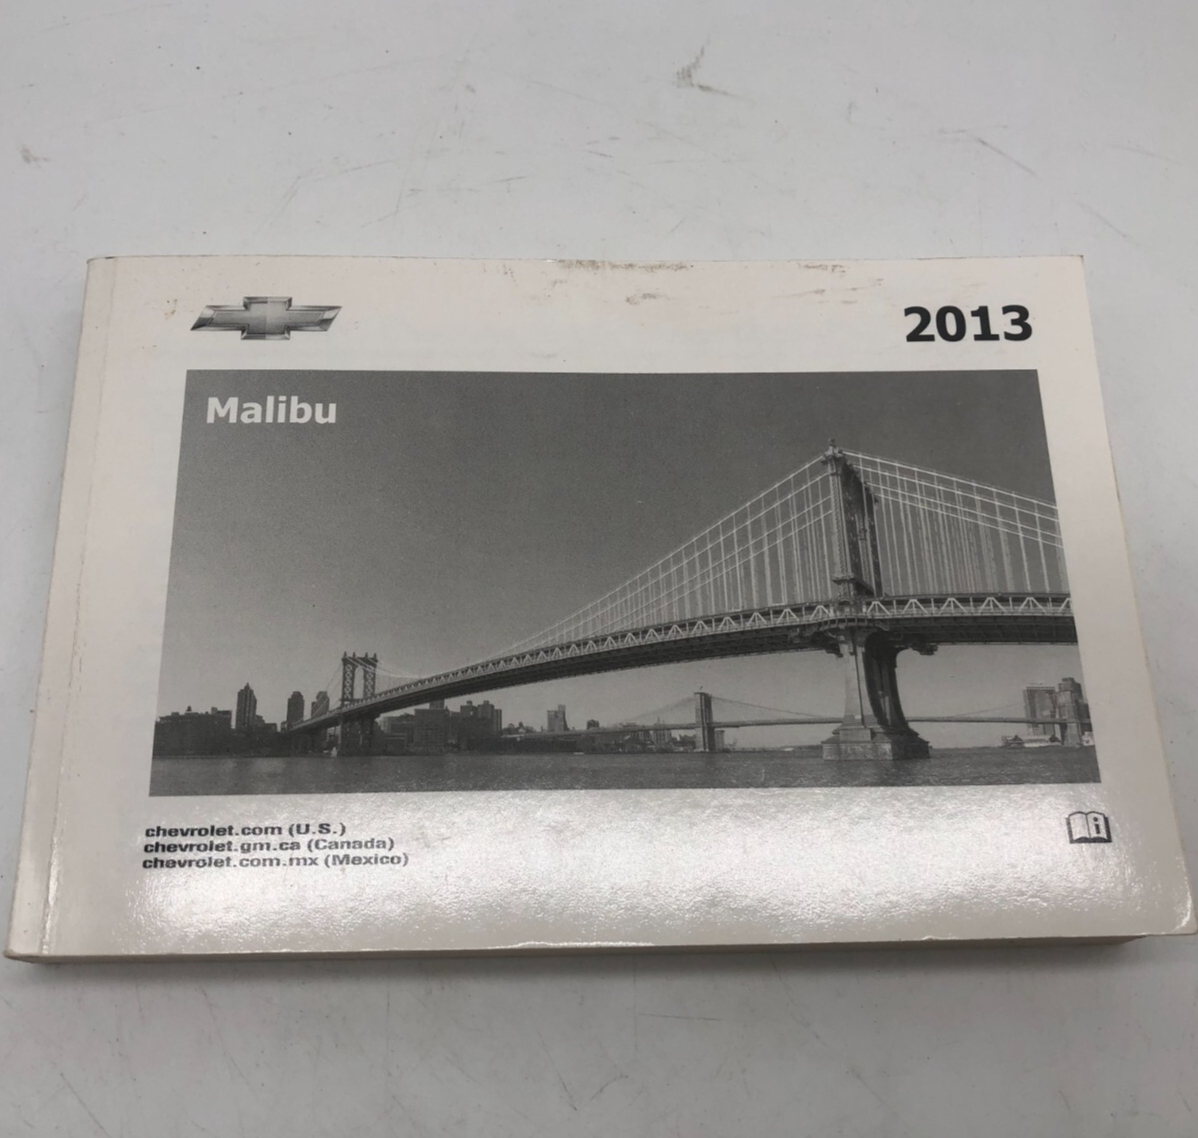 2013
Malibu
chevrolet.com (U.S.)
chevrolet.gm.ca (Canada)
chevrolet.com.mx (Mexico)
i